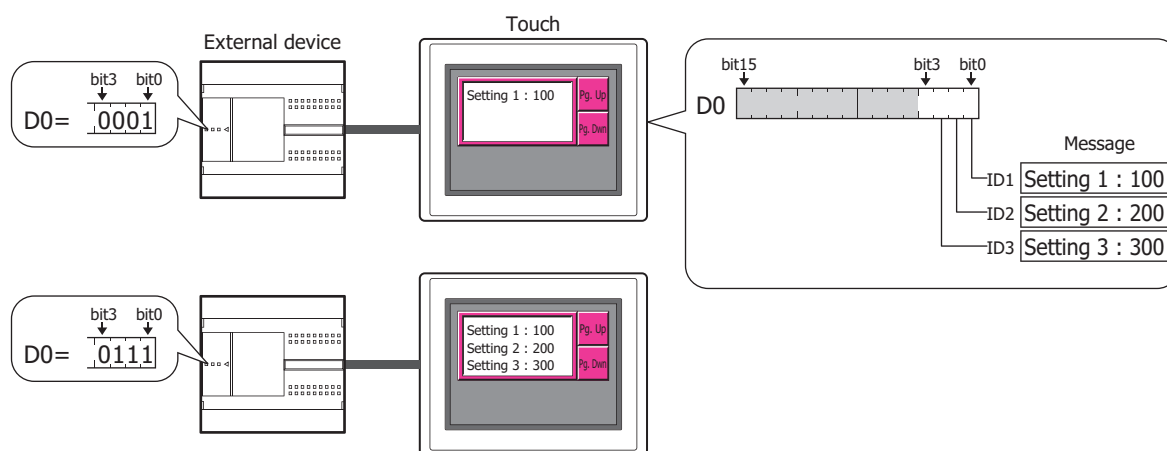 External device
Touch
bit3 bit0
D0= 0001
Setting 1 : 100
Pg. Up
Pg. Dwn
bit15 bit3 bit0
D0
Message
ID1 Setting 1 : 100
ID2 Setting 2 : 200
ID3 Setting 3 : 300
bit3 bit0
D0= 0111
Setting 1 : 100
Setting 2 : 200
Setting 3 : 300
Pg. Up
Pg. Dwn